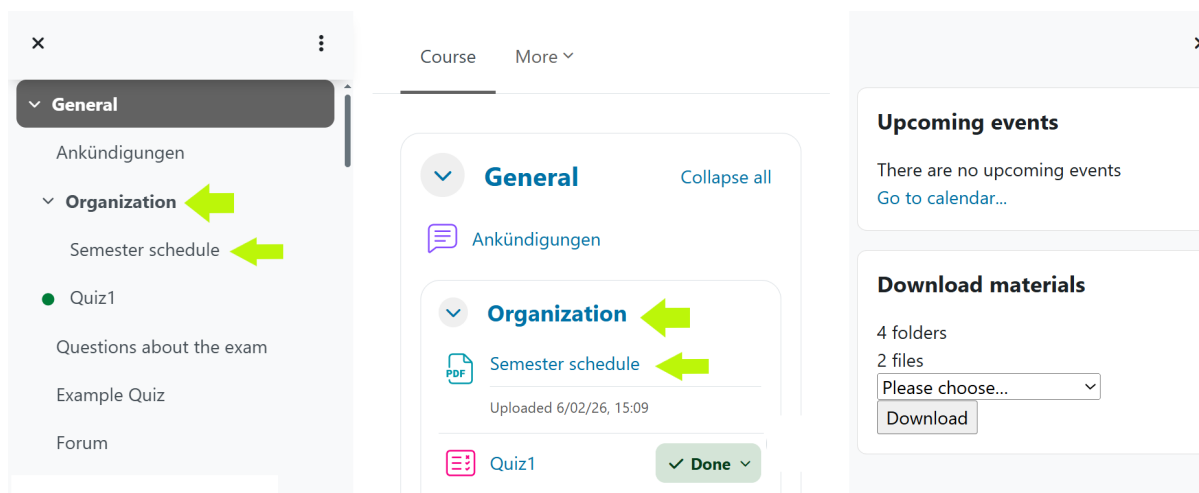 General
Ankündigungen
Organization
Semester schedule
Quiz1
Questions about the exam
Example Quiz
Forum
Course
More
General
Collapse all
Ankündigungen
Organization
PDF
Semester schedule
Uploaded 6/02/26, 15:09
Quiz1
Done
Upcoming events
There are no upcoming events
Go to calendar...
Download materials
4 folders
2 files
Please choose...
Download